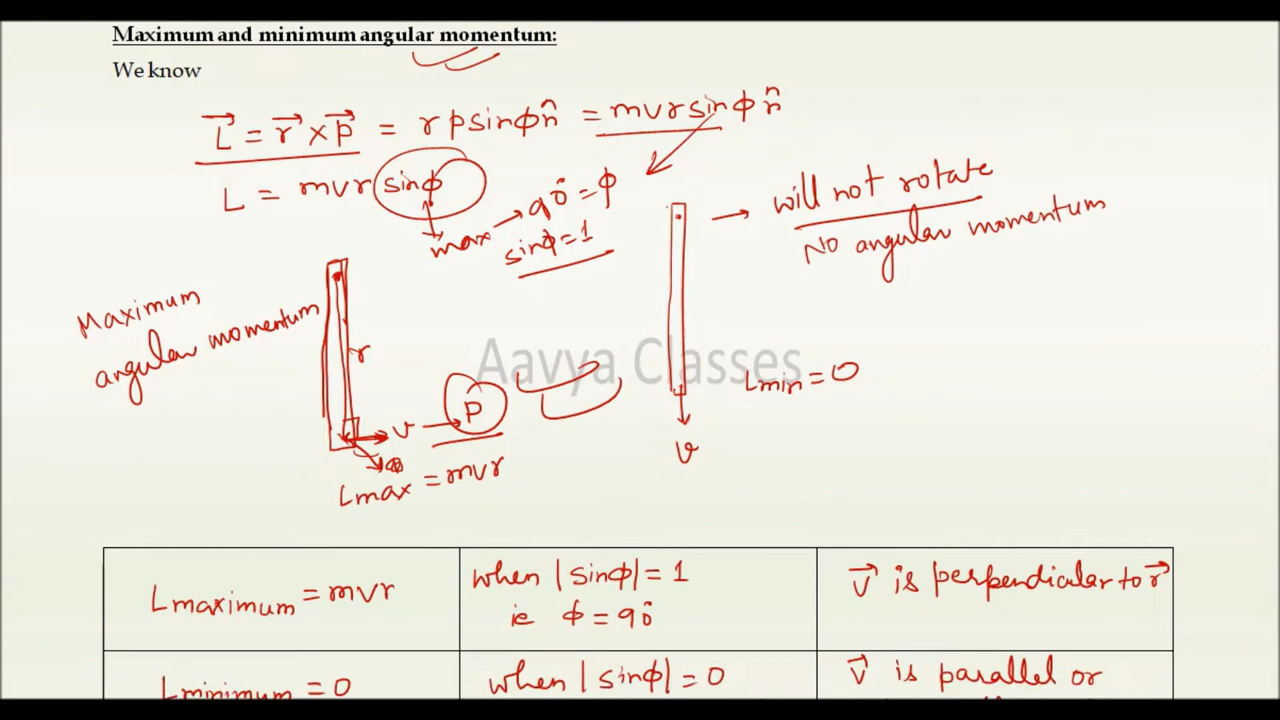 Maximum and minimum angular momentum:
We know
L⃗ = r⃗ × p⃗ = r p sinϕ n̂ = mvr sinϕ n̂
L = mvr sinϕ
max → 90° = ϕ
sinϕ = 1
→ will not rotate
No angular momentum
Maximum
angular momentum
r
v → P
Lmax = mvr
Aavya Classes
Lmin = 0
v
Lmaximum = mvr
when |sinϕ| = 1
ie ϕ = 90°
v⃗ is perpendicular to r⃗
Lminimum = 0
when |sinϕ| = 0
v⃗ is parallel or